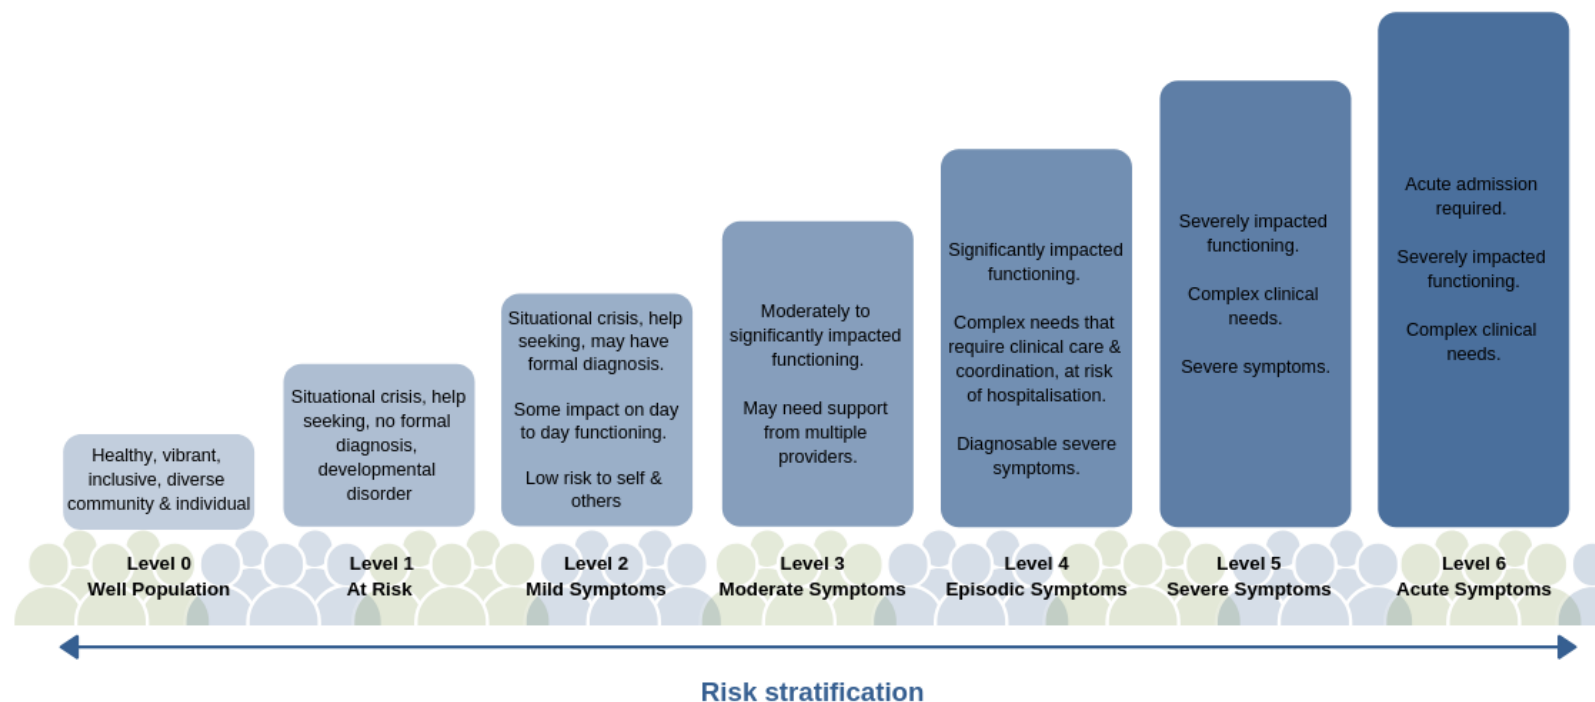 Healthy, vibrant,
inclusive, diverse
community & individual
Level 0
Well Population
Situational crisis, help
seeking, no formal
diagnosis,
developmental
disorder
Level 1
At Risk
Situational crisis, help
seeking, may have
formal diagnosis.
Some impact on day
to day functioning.
Low risk to self &
others
Level 2
Mild Symptoms
Moderately to
significantly impacted
functioning.
May need support
from multiple
providers.
Level 3
Moderate Symptoms
Significantly impacted
functioning.
Complex needs that
require clinical care &
coordination, at risk
of hospitalisation.
Diagnosable severe
symptoms.
Level 4
Episodic Symptoms
Severely impacted
functioning.
Complex clinical
needs.
Severe symptoms.
Level 5
Severe Symptoms
Acute admission
required.
Severely impacted
functioning.
Complex clinical
needs.
Level 6
Acute Symptoms
Risk stratification